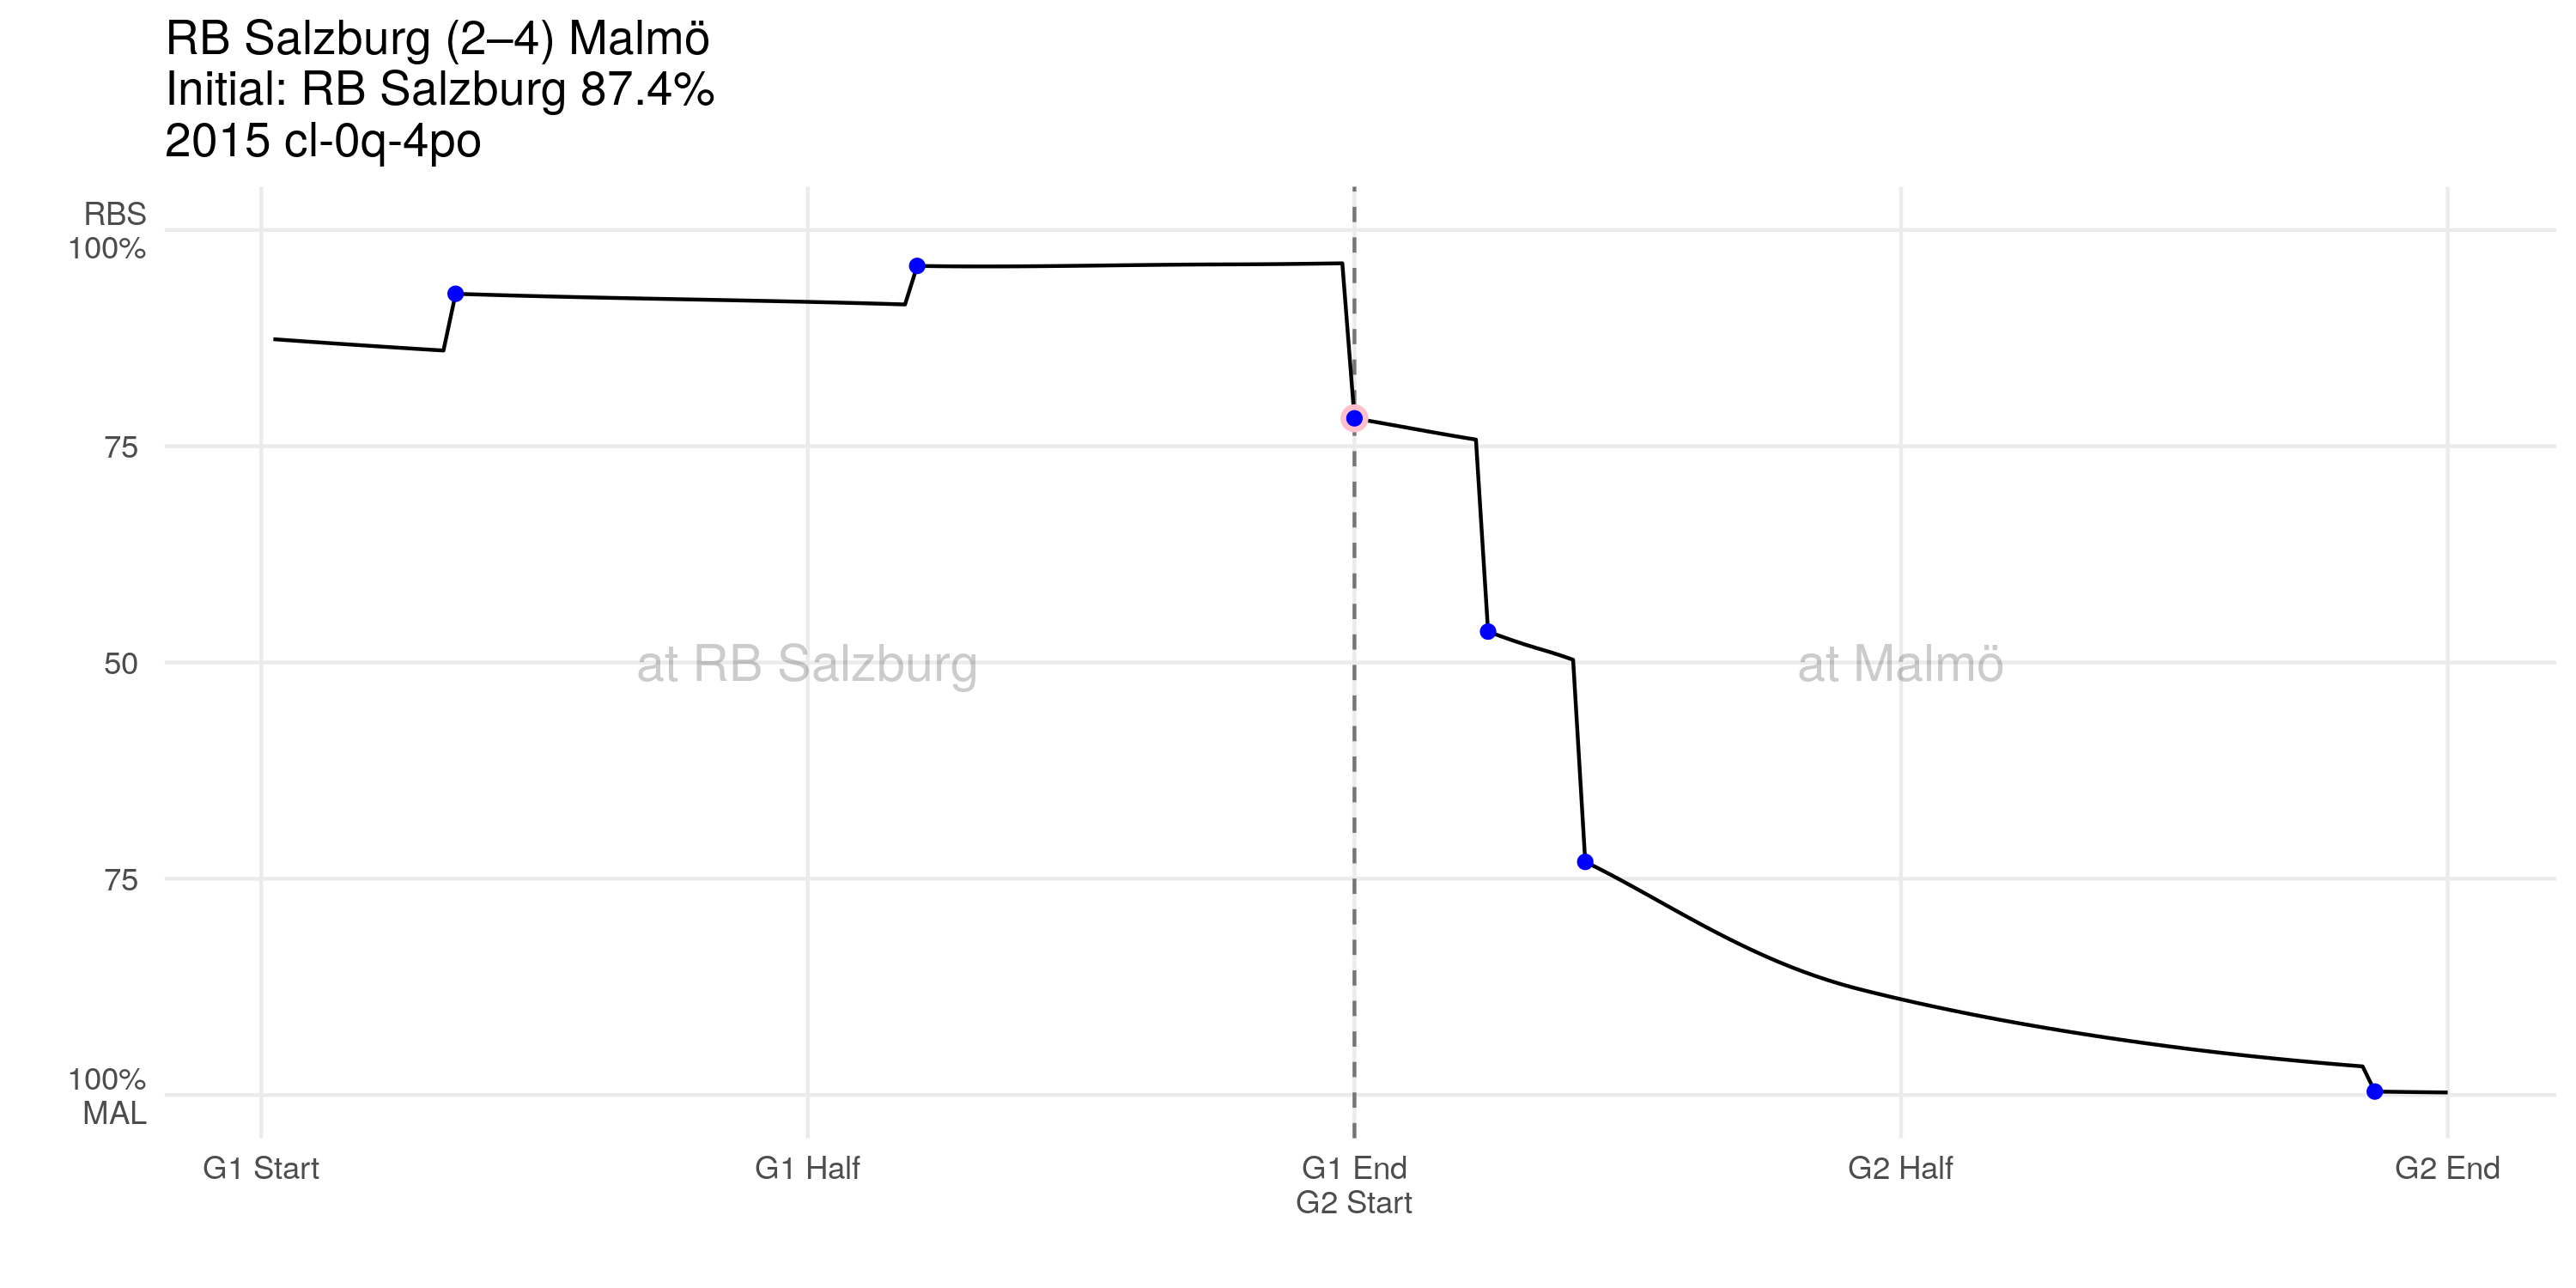 RB Salzburg (2–4) Malmö
Initial: RB Salzburg 87.4%
2015 cl-0q-4po
RBS
100%
75
50
75
100%
MAL
at RB Salzburg
at Malmö
G1 Start
G1 Half
G1 End
G2 Start
G2 Half
G2 End